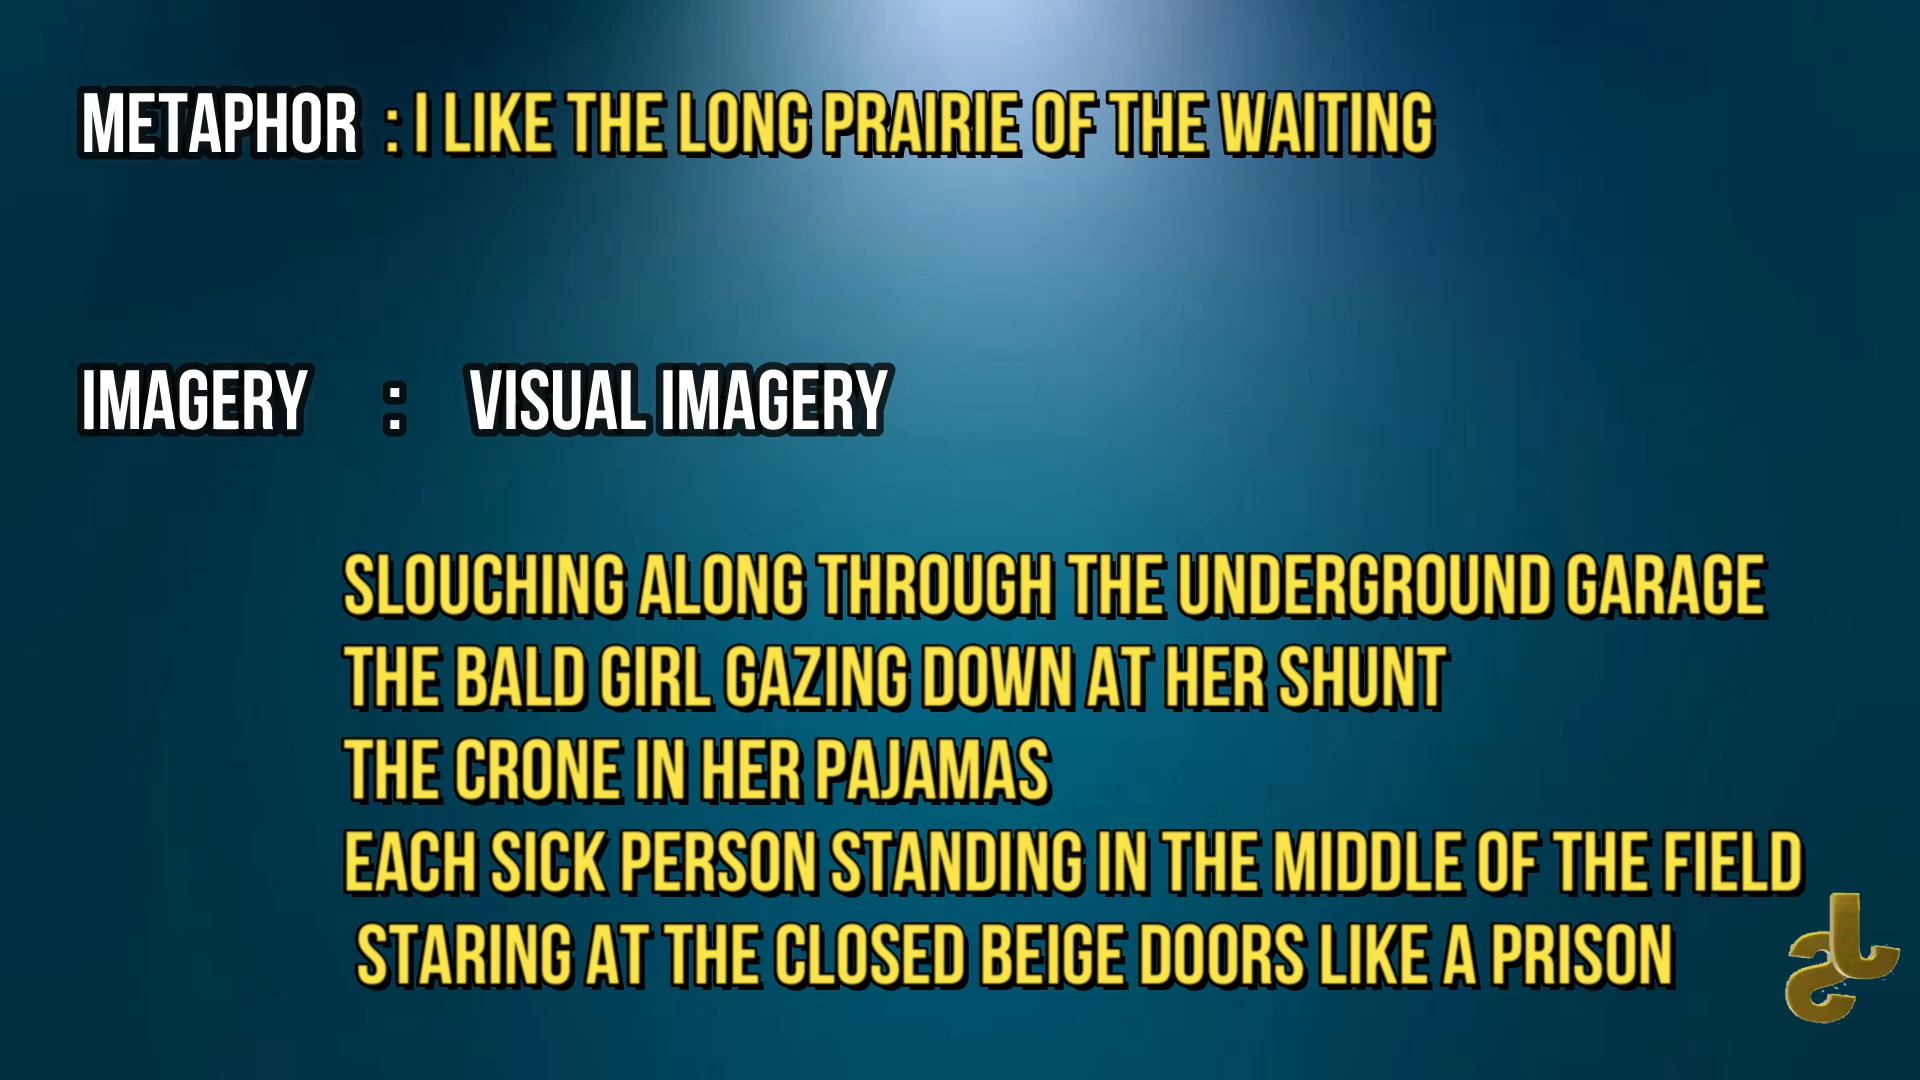 METAPHOR : I LIKE THE LONG PRAIRIE OF THE WAITING
IMAGERY : VISUAL IMAGERY
SLOUCHING ALONG THROUGH THE UNDERGROUND GARAGE
THE BALD GIRL GAZING DOWN AT HER SHUNT
THE CRONE IN HER PAJAMAS
EACH SICK PERSON STANDING IN THE MIDDLE OF THE FIELD
STARING AT THE CLOSED BEIGE DOORS LIKE A PRISON